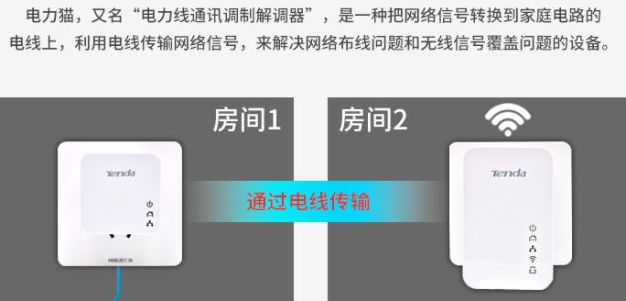 电力猫，又名“电力线通讯调制解调器”，是一种把网络信号转换到家庭电路的
电线上，利用电线传输网络信号，来解决网络布线问题和无线信号覆盖问题的设备。
房间1
房间2
Tenda
通过电线传输
Tenda